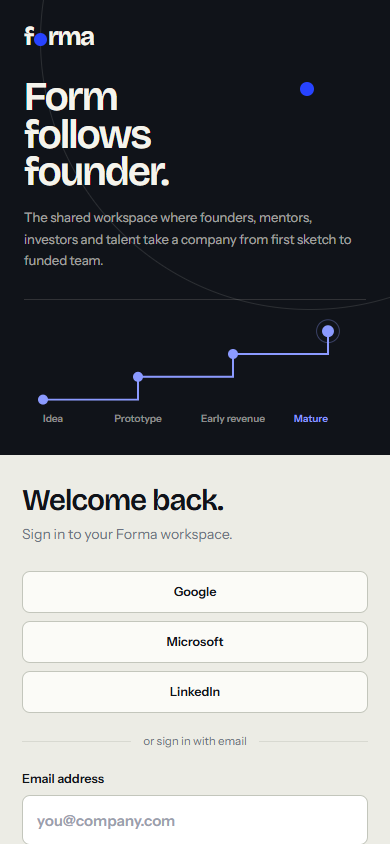 forma
Form
follows
founder.
The shared workspace where founders, mentors,
investors and talent take a company from first sketch to
funded team.
Idea Prototype Early revenue Mature
Welcome back.
Sign in to your Forma workspace.
Google
Microsoft
LinkedIn
or sign in with email
Email address
you@company.com